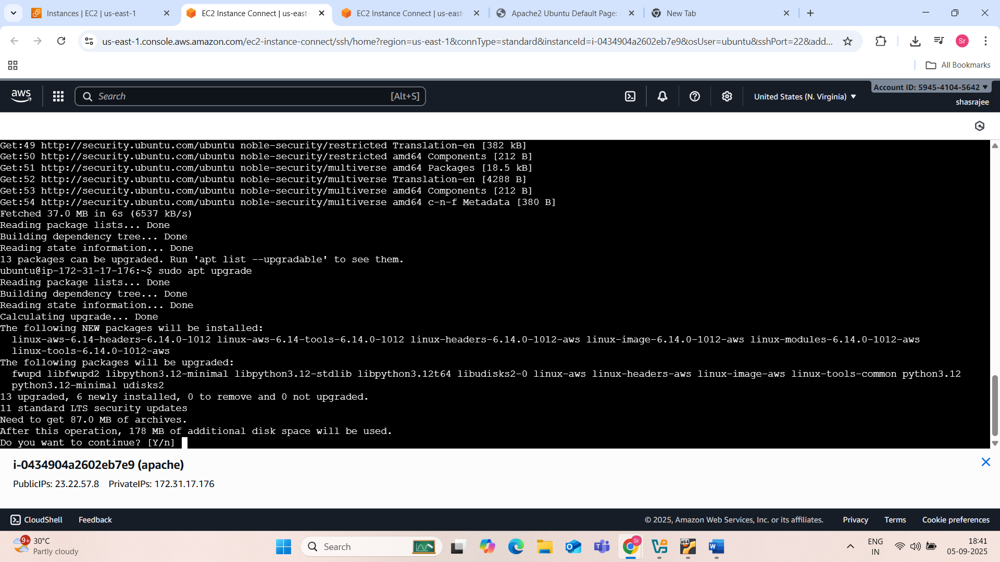 Instances | EC2 | us-east-1
EC2 Instance Connect | us-east-
EC2 Instance Connect | us-east-
Apache2 Ubuntu Default Page:
New Tab
us-east-1.console.aws.amazon.com/ec2-instance-connect/ssh/home?region=us-east-1&connType=standard&instanceId=i-0434904a2602eb7e9&osUser=ubuntu&sshPort=22&add...
Sr
All Bookmarks
aws
Search
[Alt+S]
United States (N. Virginia)
Account ID: 5945-4104-5642
shasrajee
Get:49 http://security.ubuntu.com/ubuntu noble-security/restricted Translation-en [382 kB]
Get:50 http://security.ubuntu.com/ubuntu noble-security/restricted amd64 Components [212 B]
Get:51 http://security.ubuntu.com/ubuntu noble-security/multiverse amd64 Packages [18.5 kB]
Get:52 http://security.ubuntu.com/ubuntu noble-security/multiverse Translation-en [4288 B]
Get:53 http://security.ubuntu.com/ubuntu noble-security/multiverse amd64 Components [212 B]
Get:54 http://security.ubuntu.com/ubuntu noble-security/multiverse amd64 c-n-f Metadata [380 B]
Fetched 37.0 MB in 6s (6537 kB/s)
Reading package lists... Done
Building dependency tree... Done
Reading state information... Done
13 packages can be upgraded. Run 'apt list --upgradable' to see them.
ubuntu@ip-172-31-17-176:~$ sudo apt upgrade
Reading package lists... Done
Building dependency tree... Done
Reading state information... Done
Calculating upgrade... Done
The following NEW packages will be installed:
linux-aws-6.14-headers-6.14.0-1012 linux-aws-6.14-tools-6.14.0-1012 linux-headers-6.14.0-1012-aws linux-image-6.14.0-1012-aws linux-modules-6.14.0-1012-aws
linux-tools-6.14.0-1012-aws
The following packages will be upgraded:
fwupd libfwupd2 libpython3.12-minimal libpython3.12-stdlib libpython3.12t64 libudisks2-0 linux-aws linux-headers-aws linux-image-aws linux-tools-common python3.12
python3.12-minimal udisks2
13 upgraded, 6 newly installed, 0 to remove and 0 not upgraded.
11 standard LTS security updates
Need to get 87.0 MB of archives.
After this operation, 178 MB of additional disk space will be used.
Do you want to continue? [Y/n]
i-0434904a2602eb7e9 (apache)
PublicIPs: 23.22.57.8 PrivateIPs: 172.31.17.176
CloudShell
Feedback
© 2025, Amazon Web Services, Inc. or its affiliates.
Privacy
Terms
Cookie preferences
9+
30°C
Partly cloudy
Search
Sr
x64
ENG
IN
18:41
05-09-2025